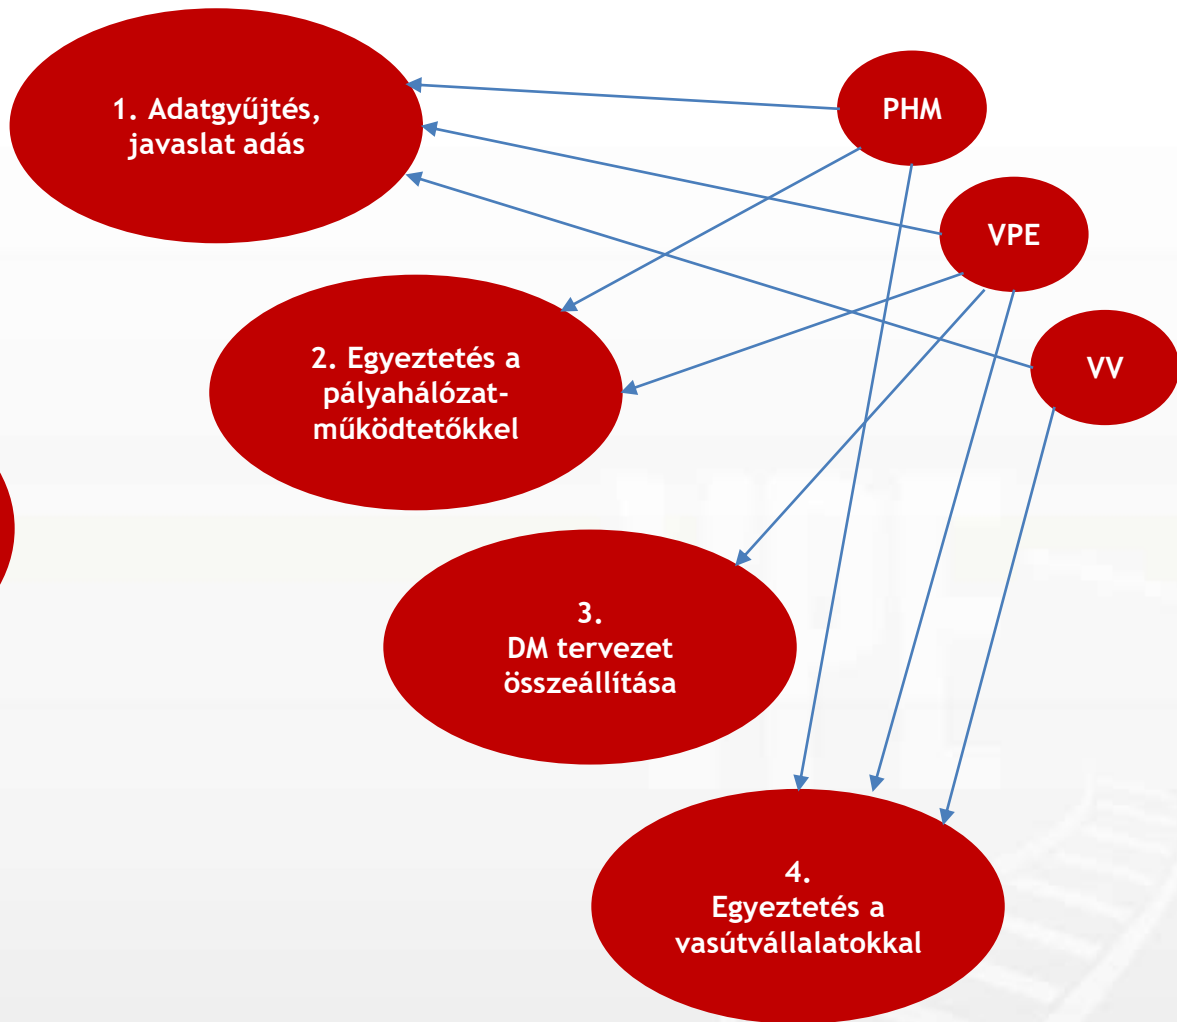 1. Adatgyűjtés,
javaslat adás
PHM
VPE
VV
2. Egyeztetés a
pályahálózat-
működtetőkkel
3.
DM tervezet
összeállítása
4.
Egyeztetés a
vasútvállalatokkal